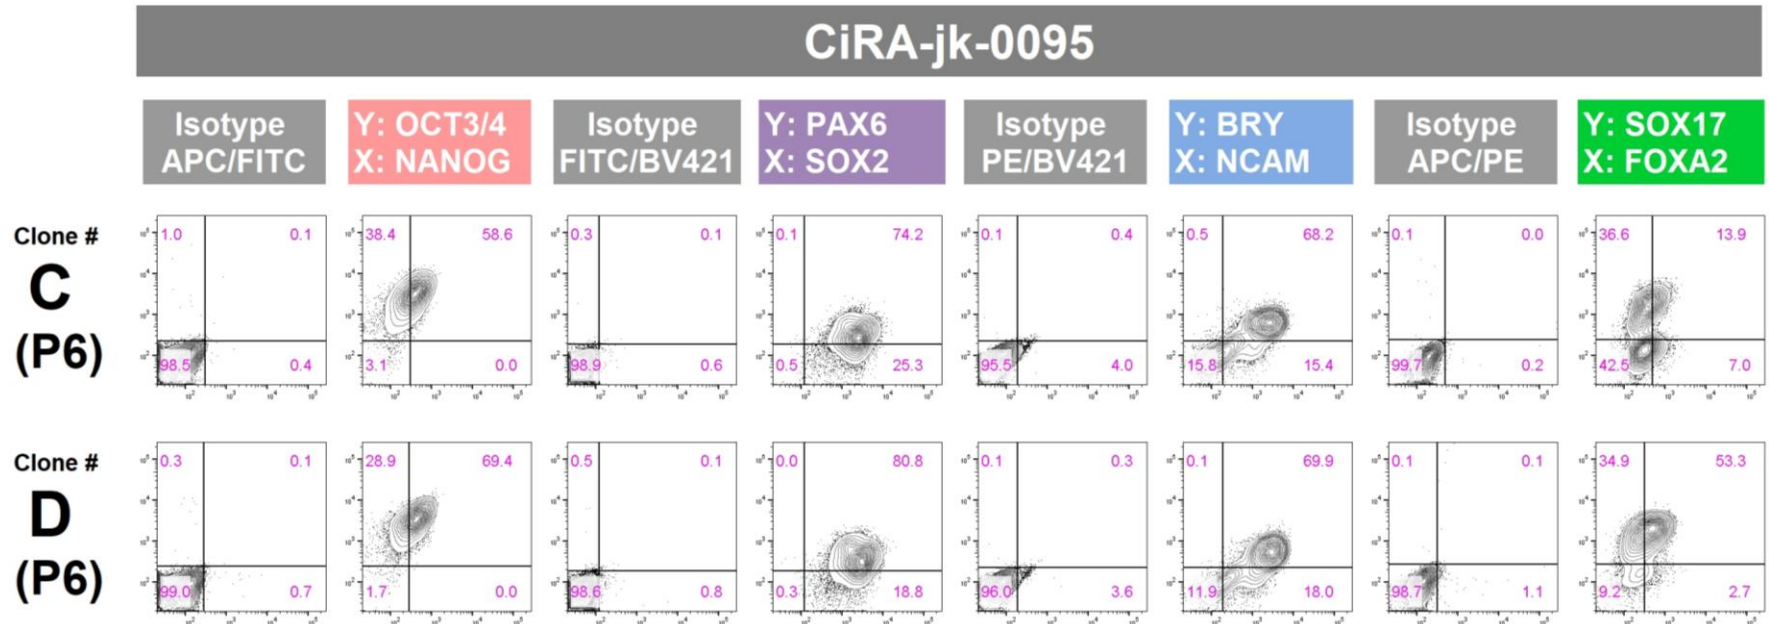 CiRA-jk-0095
Isotype
APC/FITC
Y: OCT3/4
X: NANOG
Isotype
FITC/BV421
Y: PAX6
X: SOX2
Isotype
PE/BV421
Y: BRY
X: NCAM
Isotype
APC/PE
Y: SOX17
X: FOXA2
Clone #
C
(P6)
1.0 0.1
98.5 0.4
38.4 58.6
3.1 0.0
0.3 0.1
98.9 0.6
0.1 74.2
0.5 25.3
0.1 0.4
95.5 4.0
0.5 68.2
15.8 15.4
0.1 0.0
99.7 0.2
36.6 13.9
42.5 7.0
Clone #
D
(P6)
0.3 0.1
99.0 0.7
28.9 69.4
1.7 0.0
0.5 0.1
98.6 0.8
0.0 80.8
0.3 18.8
0.1 0.3
96.0 3.6
0.1 69.9
11.9 18.0
0.1 0.1
98.7 1.1
34.9 53.3
9.2 2.7